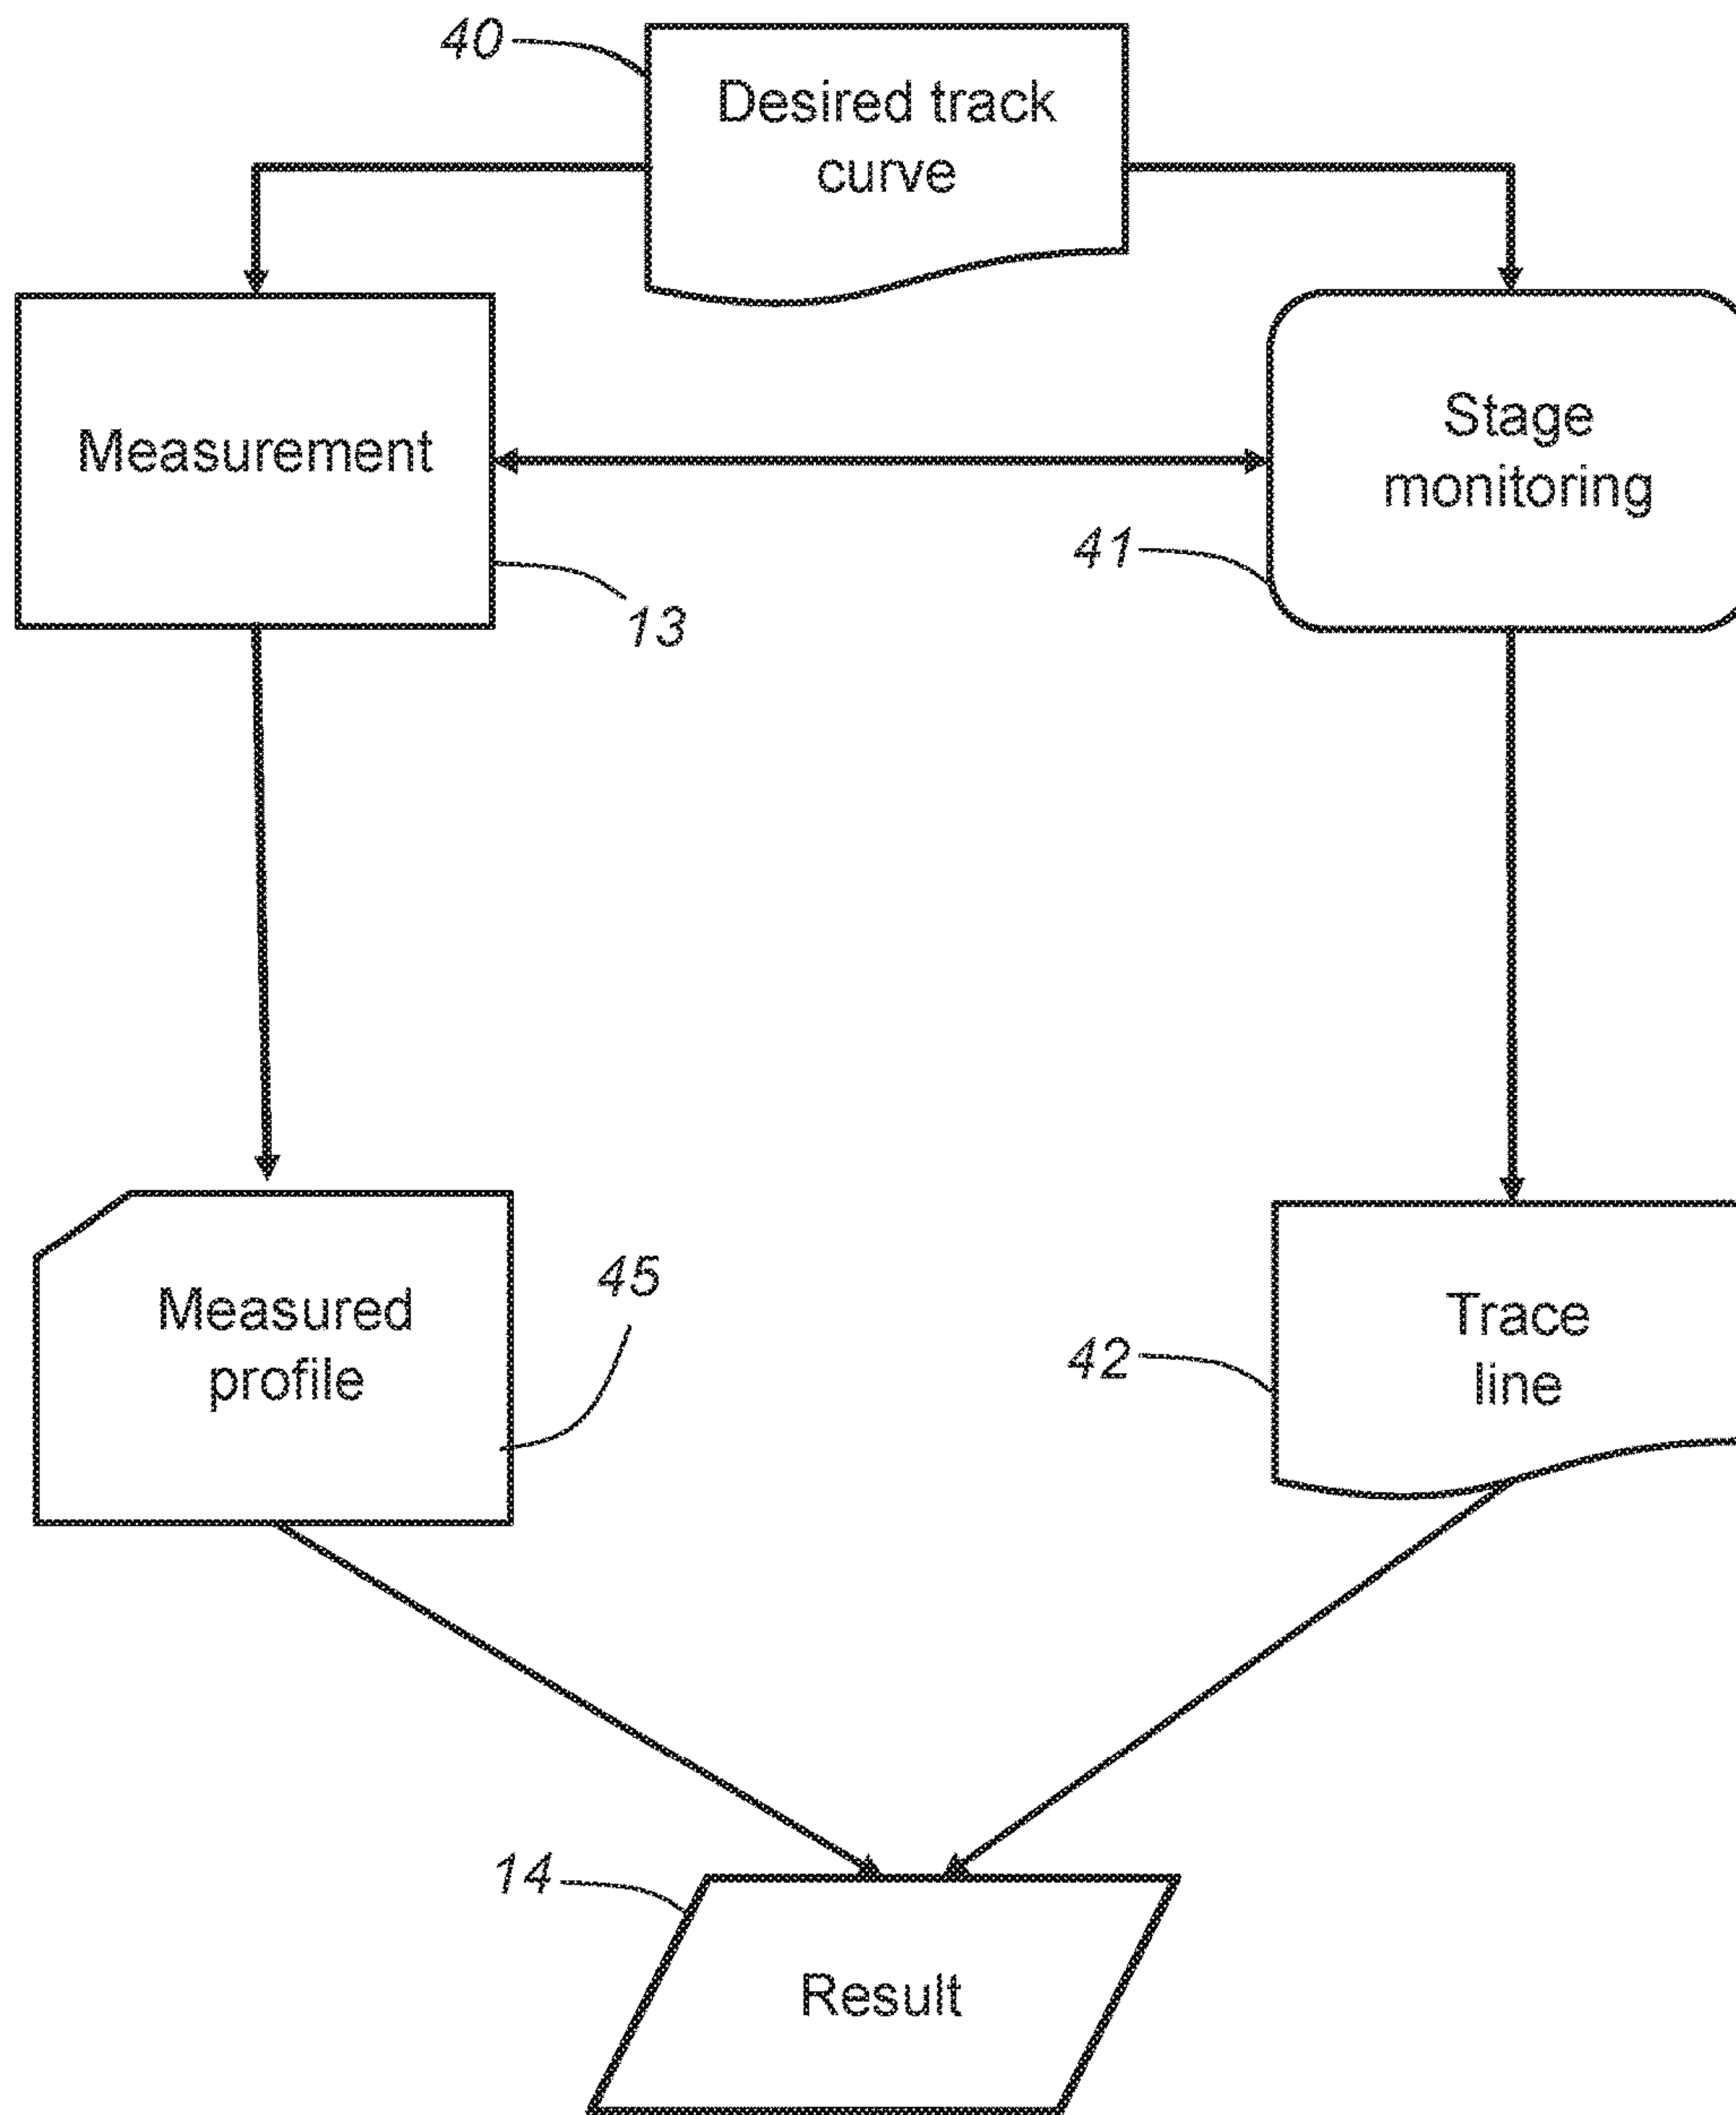 40
Desired track
curve
Measurement
13
Stage
monitoring
41
Measured
profile
45
Trace
line
42
14
Result